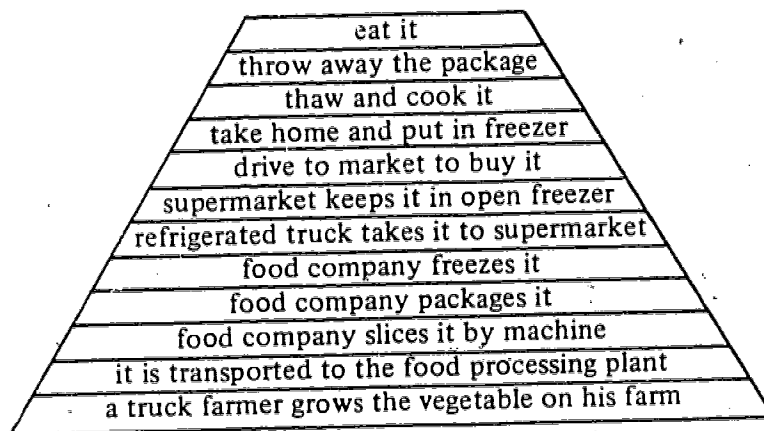 eat it
throw away the package
thaw and cook it
take home and put in freezer
drive to market to buy it
supermarket keeps it in open freezer
refrigerated truck takes it to supermarket
food company freezes it
food company packages it
food company slices it by machine
it is transported to the food processing plant
a truck farmer grows the vegetable on his farm